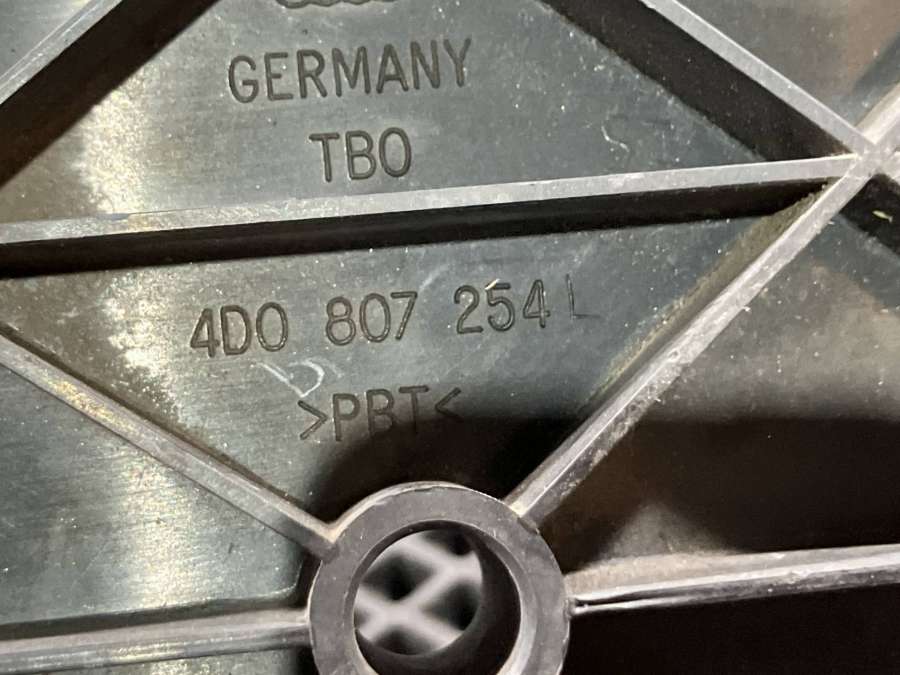 GERMANY
TBO
4D0 807 254 L
>PBT<